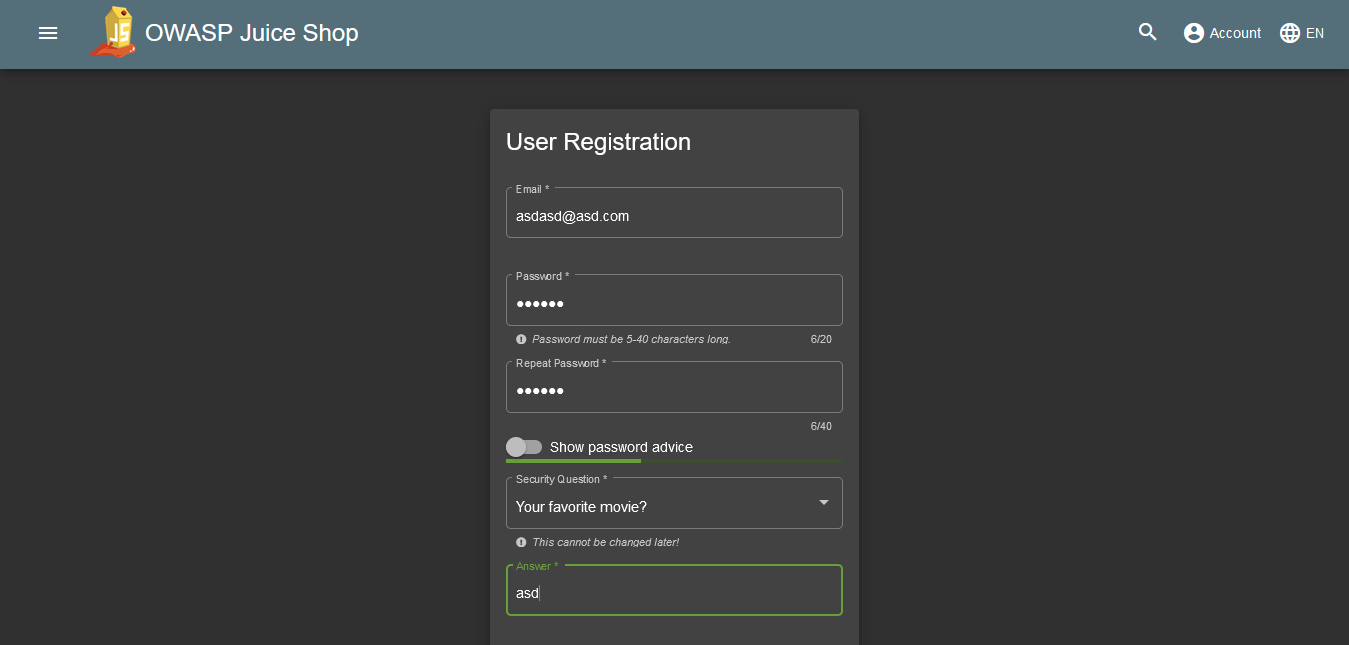 OWASP Juice Shop
Account
EN
User Registration
Email *
asdasd@asd.com
Password *
••••••
Password must be 5-40 characters long.
6/20
Repeat Password *
••••••
6/40
Show password advice
Security Question *
Your favorite movie?
This cannot be changed later!
Answer *
asd